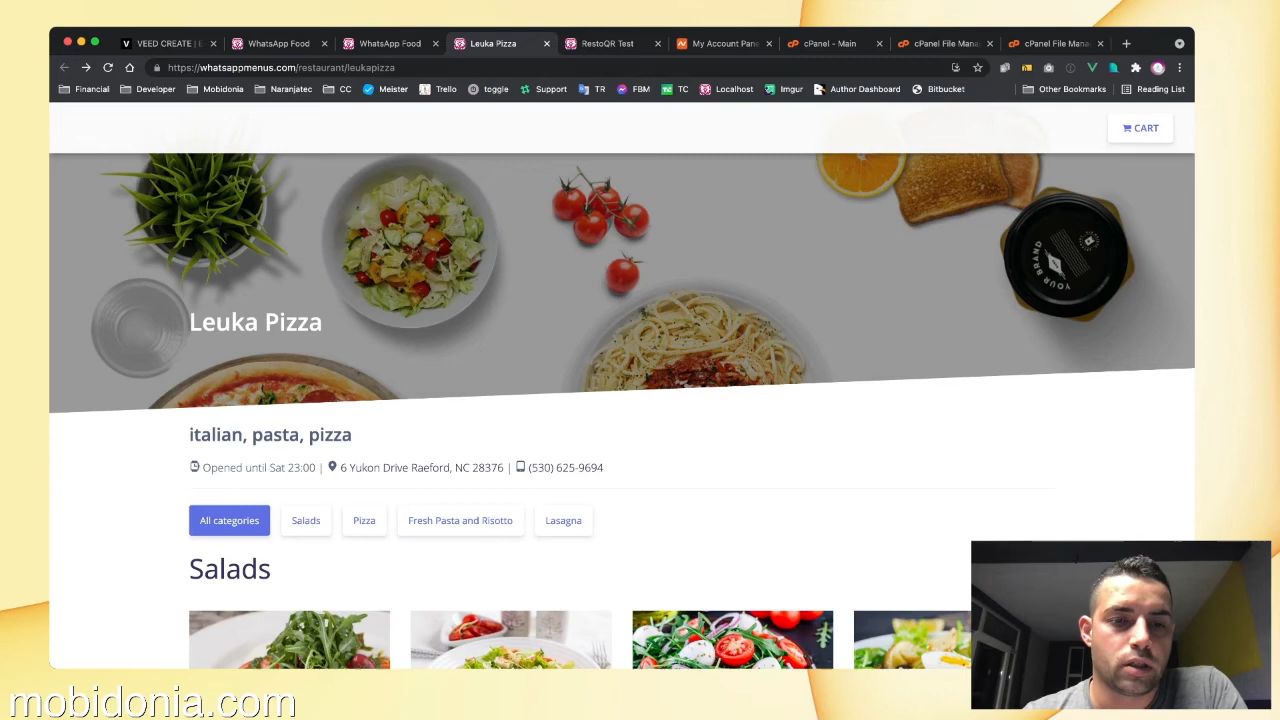 VEED CREATE | E
WhatsApp Food
WhatsApp Food
Leuka Pizza
RestoQR Test
My Account Pane
cPanel - Main
cPanel File Mana
cPanel File Mana
https://whatsappmenus.com/restaurant/leukapizza
Financial
Developer
Mobidonia
Naranjatec
CC
Meister
Trello
toggle
Support
TR
FBM
TC
Localhost
Imgur
Author Dashboard
Bitbucket
Other Bookmarks
Reading List
CART
YOUR BRAND
Leuka Pizza
italian, pasta, pizza
Opened until Sat 23:00 | 6 Yukon Drive Raeford, NC 28376 | (530) 625-9694
All categories
Salads
Pizza
Fresh Pasta and Risotto
Lasagna
Salads
mobidonia.com